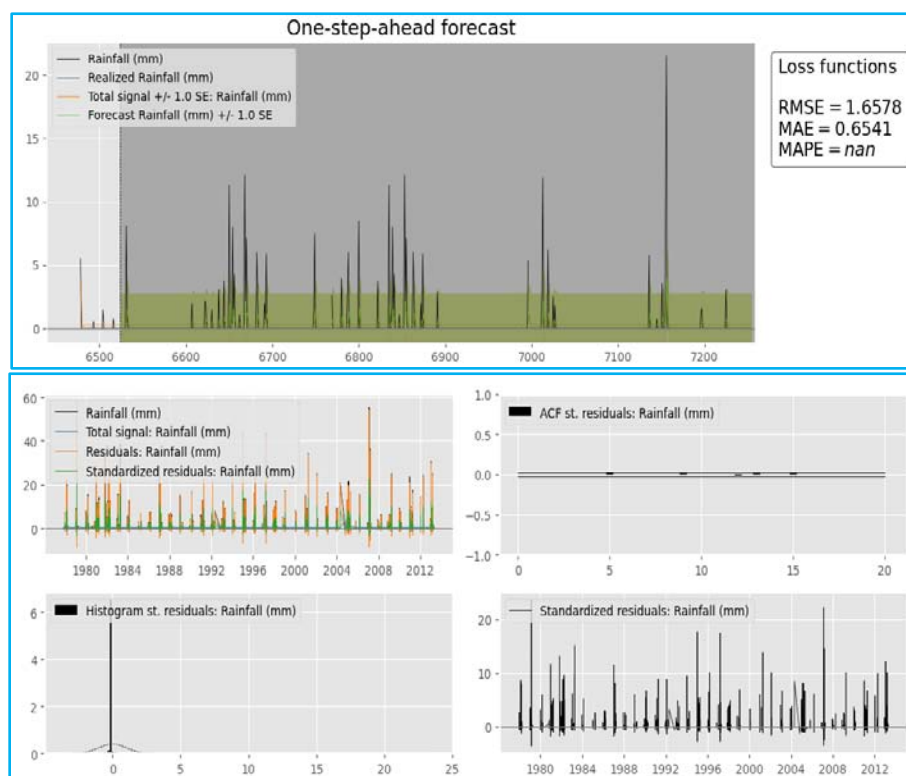 One-step-ahead forecast
Rainfall (mm)
Realized Rainfall (mm)
Total signal +/- 1.0 SE: Rainfall (mm)
Forecast Rainfall (mm) +/- 1.0 SE
20
15
10
5
0
6500 6600 6700 6800 6900 7000 7100 7200
Loss functions
RMSE = 1.6578
MAE = 0.6541
MAPE = nan
Rainfall (mm)
Total signal: Rainfall (mm)
Residuals: Rainfall (mm)
Standardized residuals: Rainfall (mm)
60
40
20
0
1980 1984 1988 1992 1996 2000 2004 2008 2012
ACF st. residuals: Rainfall (mm)
1.0
0.5
0.0
−0.5
−1.0
0 5 10 15 20
Histogram st. residuals: Rainfall (mm)
6
4
2
0
0 5 10 15 20 25
Standardized residuals: Rainfall (mm)
20
10
0
1980 1984 1988 1992 1996 2000 2004 2008 2012